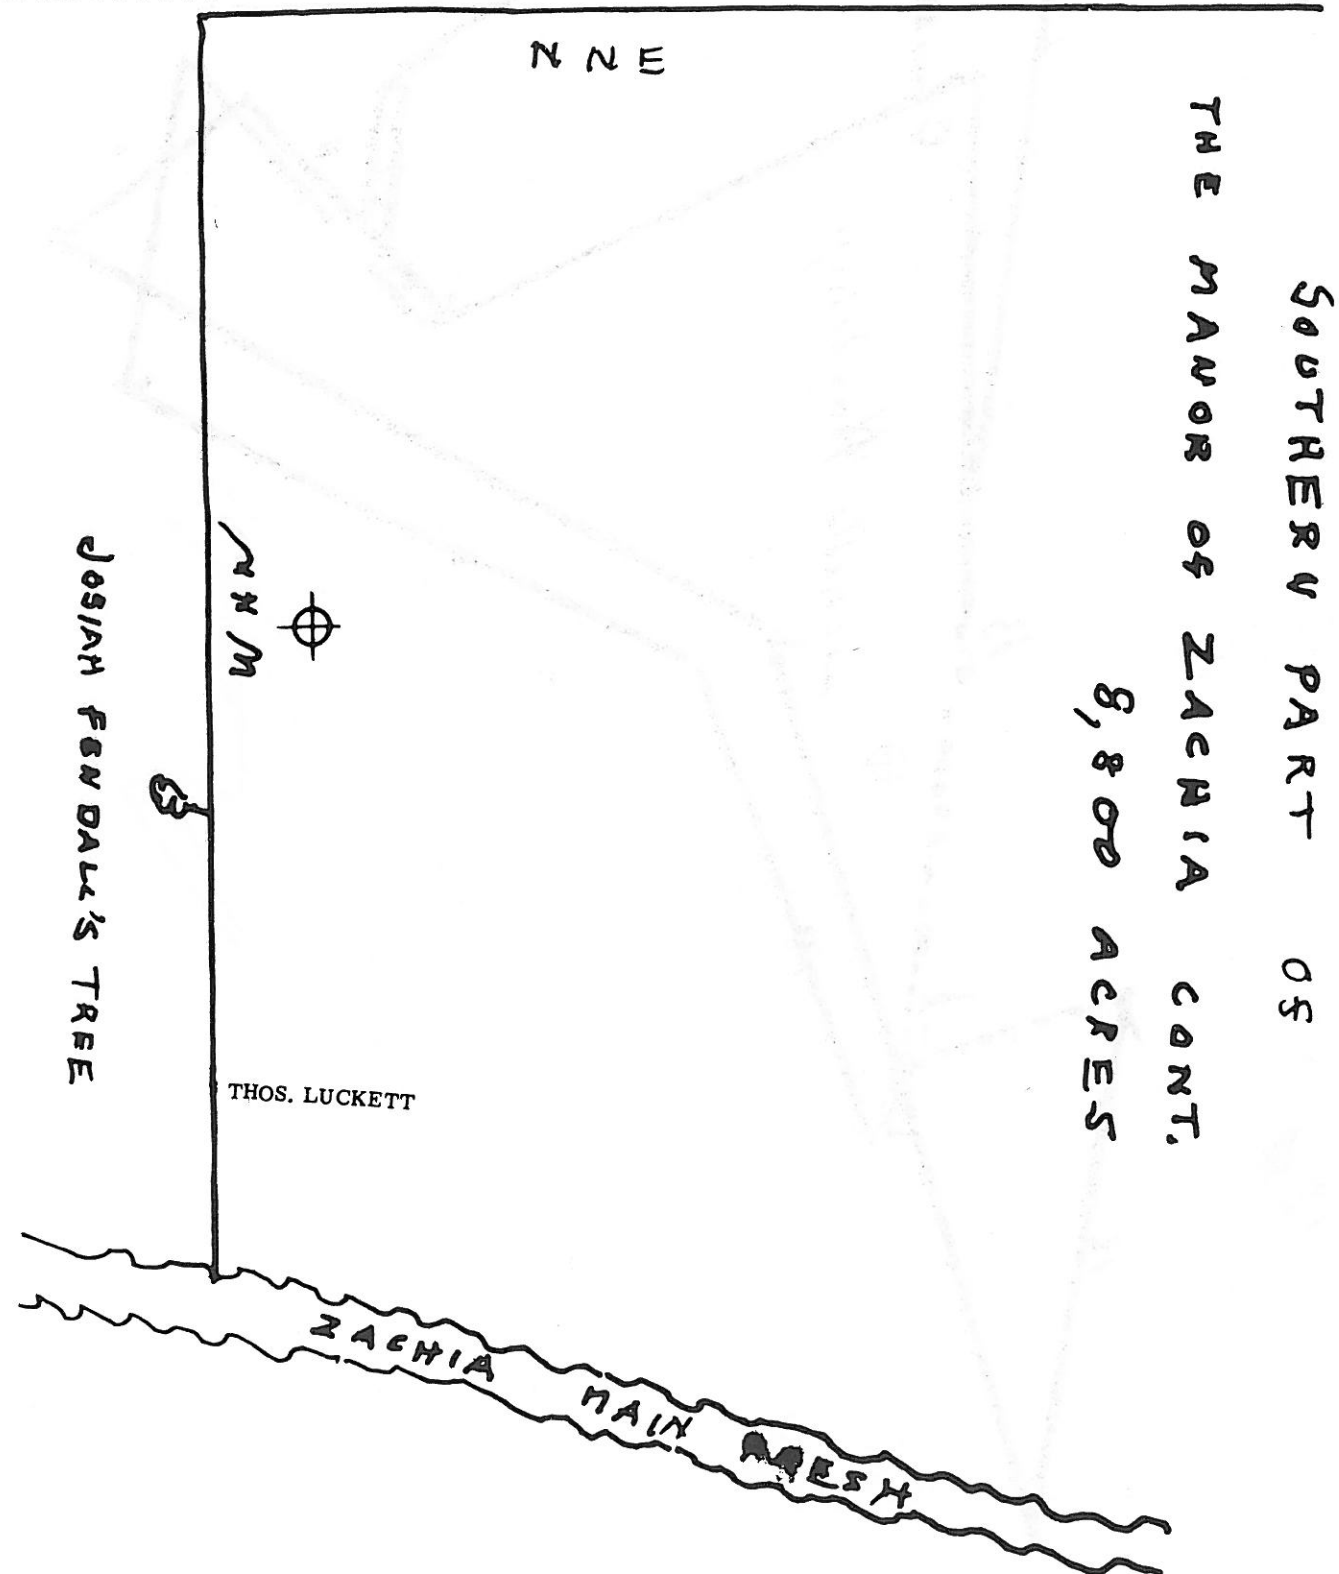 SOUTHERN PART OF
THE MANOR OF ZACHIA CONT.
8,800 ACRES
NNE
JOSIAH FENDALL'S TREE
THOS. LUCKETT
ZACHIA MAIN